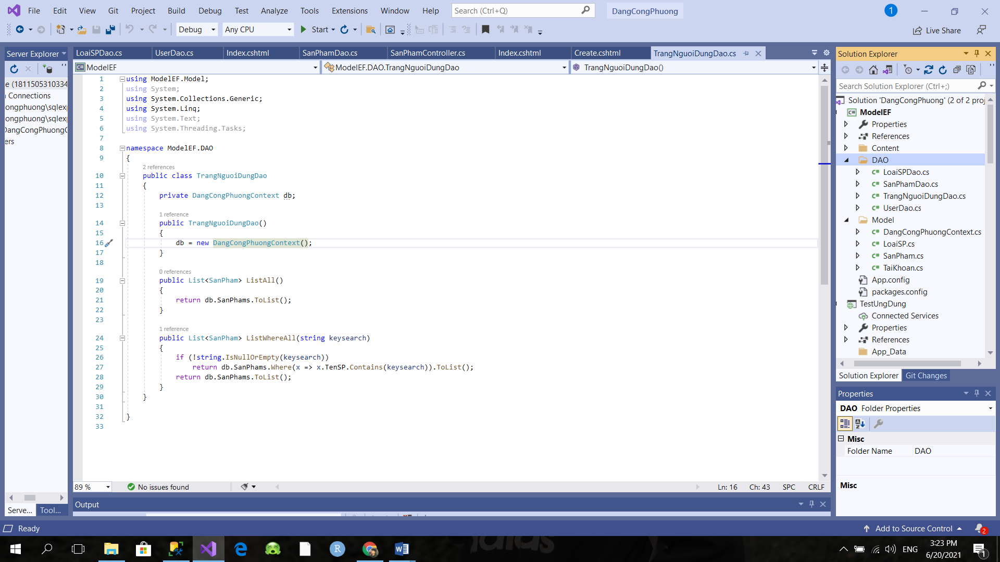 File Edit View Git Project Build Debug Test Analyze Tools Extensions Window Help Search (Ctrl+Q) DangCongPhuong 1
Debug Any CPU Start Live Share
Server Explorer
e (1811505310334
Connections
ongphuong\sqlexp
ongphuong\sqlexp
DangCongPhuongC
ers
Serve... Tool...
LoaiSPDao.cs UserDao.cs Index.cshtml SanPhamDao.cs SanPhamController.cs Index.cshtml Create.cshtml TrangNguoiDungDao.cs
ModelEF ModelEF.DAO.TrangNguoiDungDao TrangNguoiDungDao()
1 using ModelEF.Model;
2 using System;
3 using System.Collections.Generic;
4 using System.Linq;
5 using System.Text;
6 using System.Threading.Tasks;
7
8 namespace ModelEF.DAO
9 {
2 references
10 public class TrangNguoiDungDao
11 {
12 private DangCongPhuongContext db;
13
1 reference
14 public TrangNguoiDungDao()
15 {
16 db = new DangCongPhuongContext();
17 }
18
0 references
19 public List<SanPham> ListAll()
20 {
21 return db.SanPhams.ToList();
22 }
23
1 reference
24 public List<SanPham> ListWhereAll(string keysearch)
25 {
26 if (!string.IsNullOrEmpty(keysearch))
27 return db.SanPhams.Where(x => x.TenSP.Contains(keysearch)).ToList();
28 return db.SanPhams.ToList();
29 }
30 }
31
32 }
33
89 % No issues found Ln: 16 Ch: 43 SPC CRLF
Output
Solution Explorer
Search Solution Explorer (Ctrl+;)
Solution 'DangCongPhuong' (2 of 2 proj
ModelEF
Properties
References
Content
DAO
LoaiSPDao.cs
SanPhamDao.cs
TrangNguoiDungDao.cs
UserDao.cs
Model
DangCongPhuongContext.cs
LoaiSP.cs
SanPham.cs
TaiKhoan.cs
App.config
packages.config
TestUngDung
Connected Services
Properties
References
App_Data
Solution Explorer Git Changes
Properties
DAO Folder Properties
Misc
Folder Name DAO
Misc
Ready Add to Source Control 2
ENG 3:23 PM
6/20/2021 1